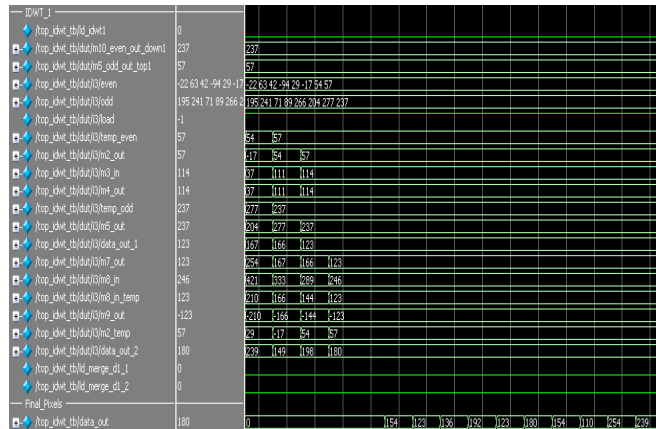 IDWT_1
/top_idwt_tb/ld_idwt1 0
/top_idwt_tb/dut/m10_even_out_down1 237 237
/top_idwt_tb/dut/m5_odd_out_top1 57 57
/top_idwt_tb/dut/i3/even -22 63 42 -94 29 -17 -22 63 42 -94 29 -17 54 57
/top_idwt_tb/dut/i3/odd 195 241 71 89 266 2 195 241 71 89 266 204 277 237
/top_idwt_tb/dut/i3/load -1
/top_idwt_tb/dut/i3/temp_even 57 54 57
/top_idwt_tb/dut/i3/m2_out 57 -17 54 57
/top_idwt_tb/dut/i3/m3_in 114 37 111 114
/top_idwt_tb/dut/i3/m4_out 114 37 111 114
/top_idwt_tb/dut/i3/temp_odd 237 277 237
/top_idwt_tb/dut/i3/m5_out 237 204 277 237
/top_idwt_tb/dut/i3/data_out_1 123 167 166 123
/top_idwt_tb/dut/i3/m7_out 123 254 167 166 123
/top_idwt_tb/dut/i3/m8_in 246 421 333 289 246
/top_idwt_tb/dut/i3/m8_in_temp 123 210 166 144 123
/top_idwt_tb/dut/i3/m9_out -123 -210 -166 -144 -123
/top_idwt_tb/dut/i3/m2_temp 57 29 -17 54 57
/top_idwt_tb/dut/i3/data_out_2 180 239 149 198 180
/top_idwt_tb/ld_merge_d1_1 0
/top_idwt_tb/ld_merge_d1_2 0
Final_Pixels
/top_idwt_tb/data_out 180 0 154 123 136 192 123 180 154 110 254 239